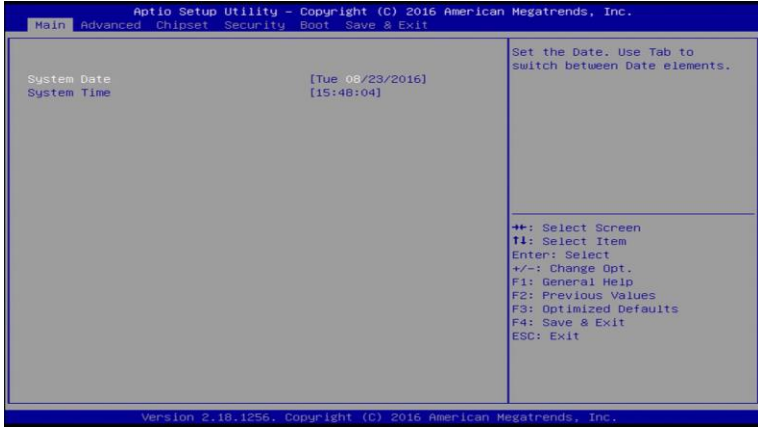 Aptio Setup Utility – Copyright (C) 2016 American Megatrends, Inc.
Main Advanced Chipset Security Boot Save & Exit
System Date [Tue 08/23/2016]
System Time [15:48:04]
Set the Date. Use Tab to
switch between Date elements.
→←: Select Screen
↑↓: Select Item
Enter: Select
+/-: Change Opt.
F1: General Help
F2: Previous Values
F3: Optimized Defaults
F4: Save & Exit
ESC: Exit
Version 2.18.1256. Copyright (C) 2016 American Megatrends, Inc.